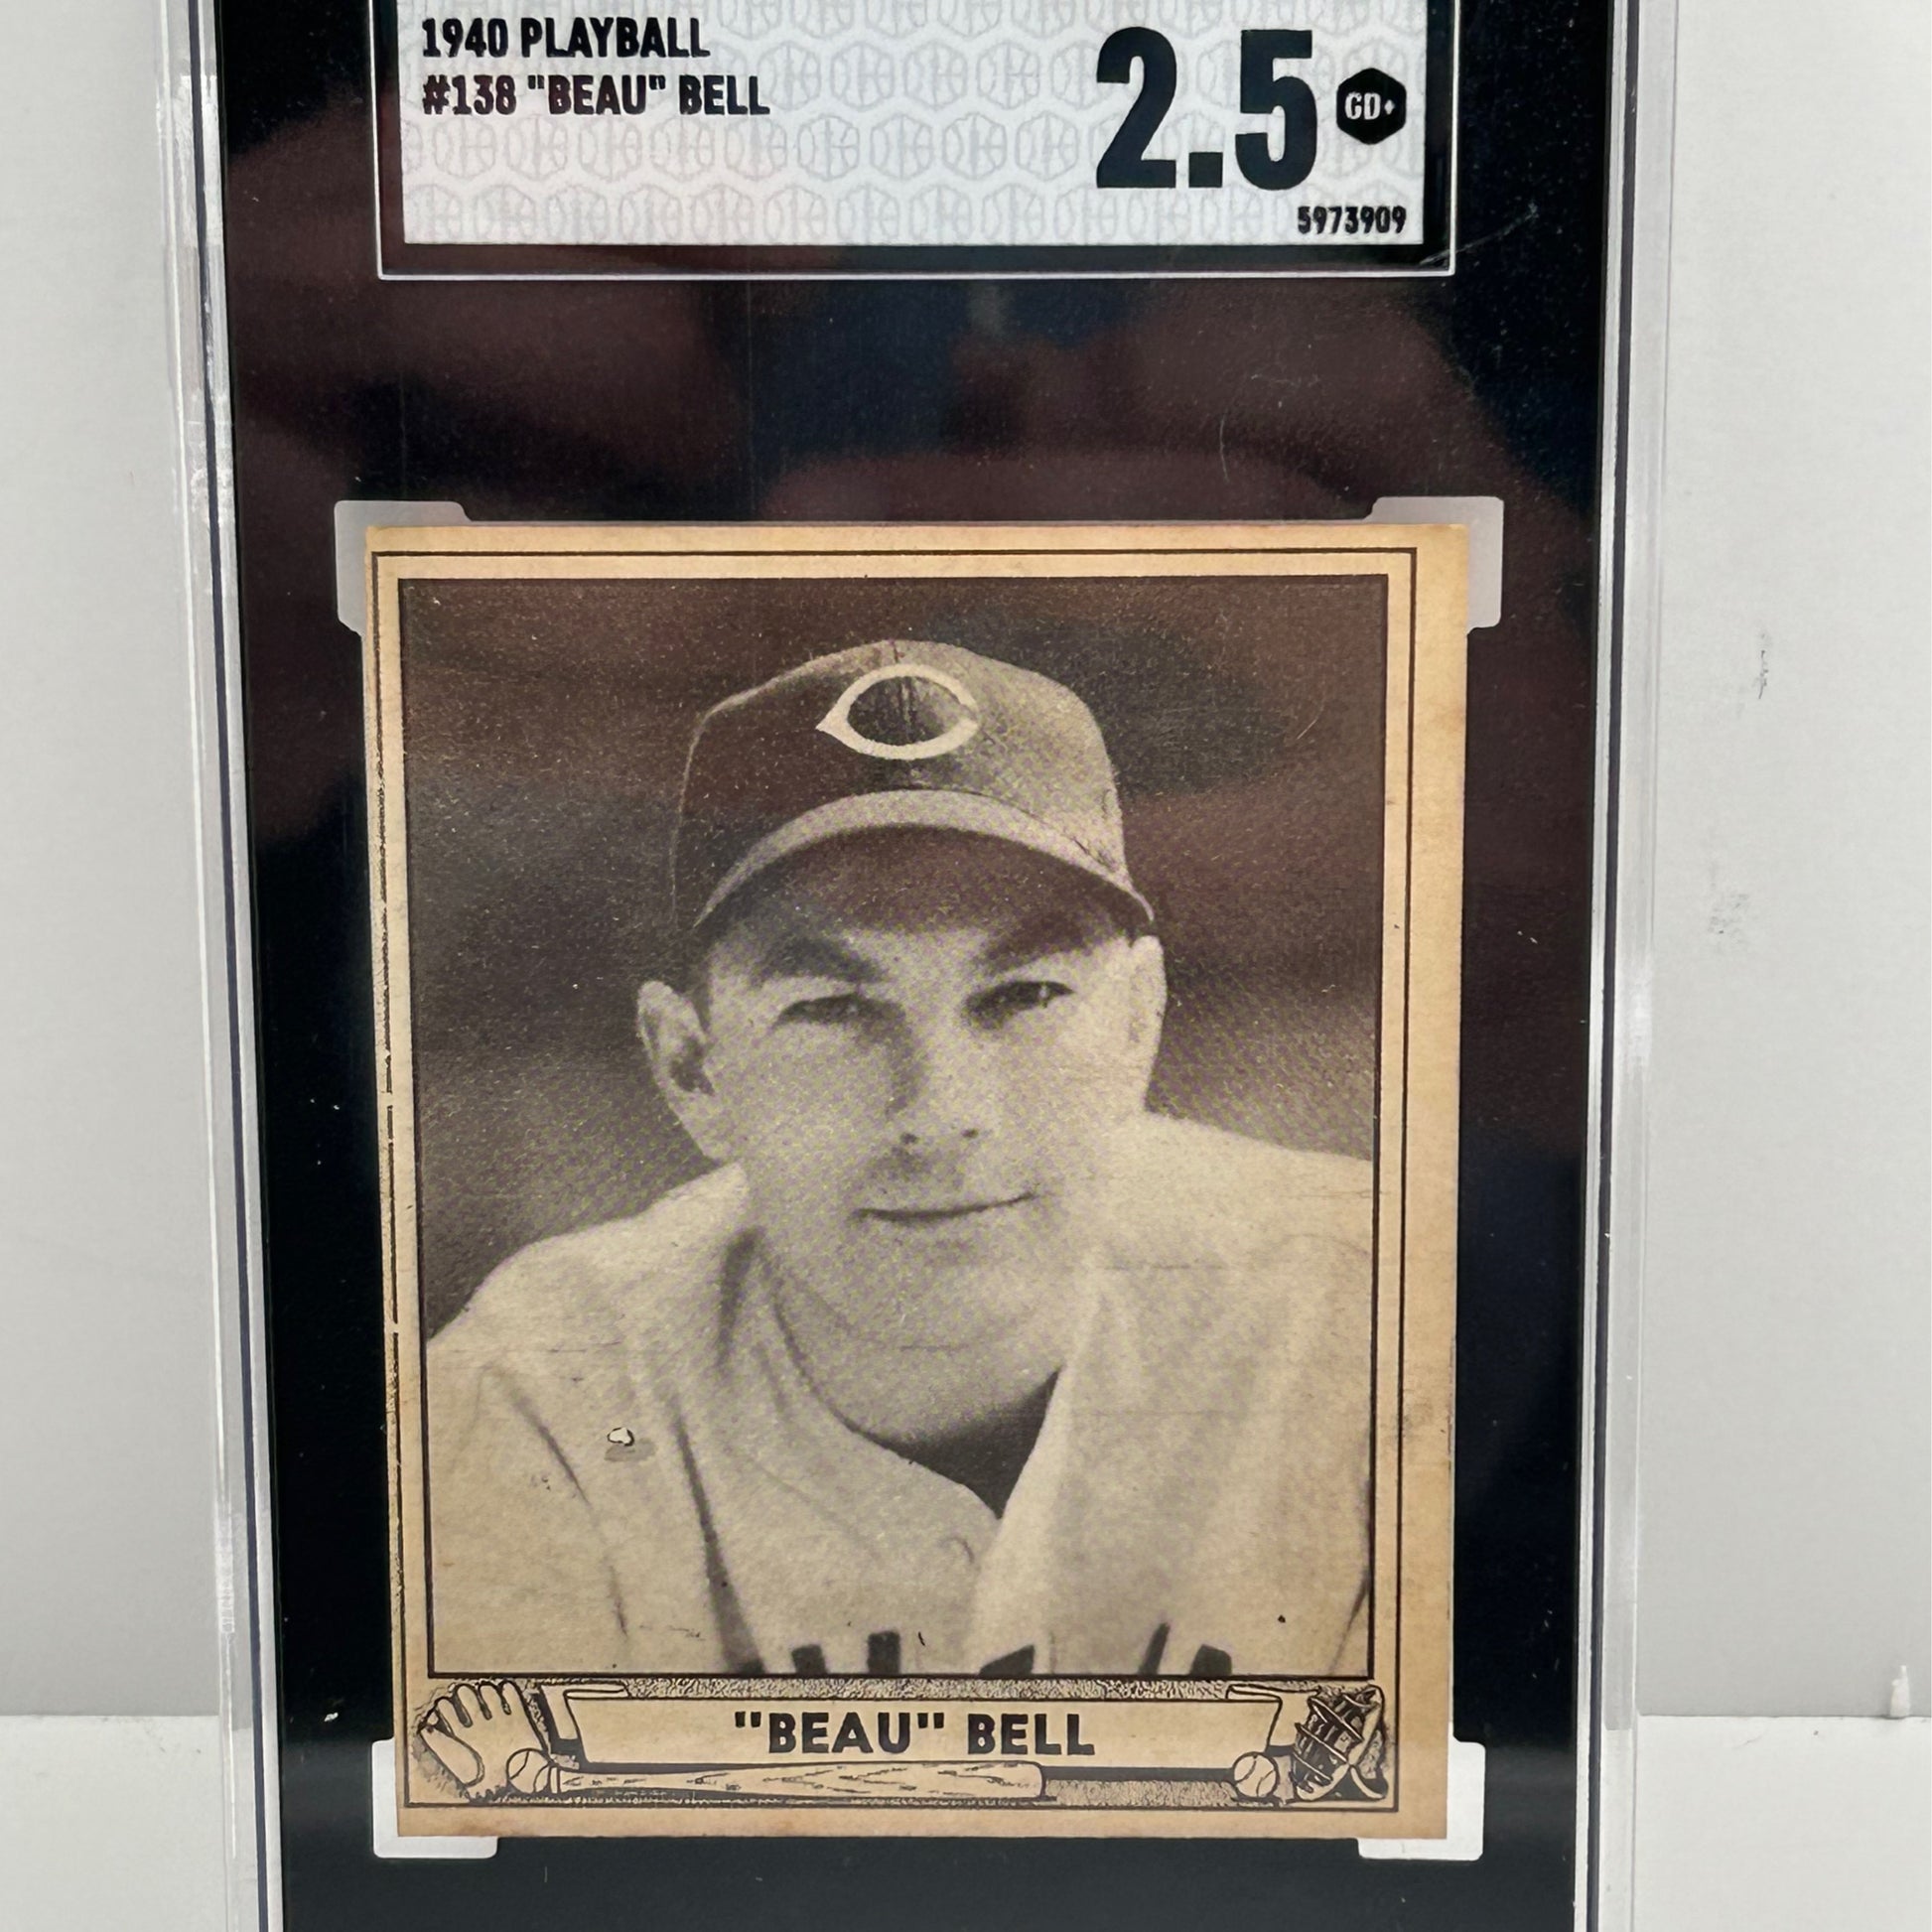 1940 PLAYBALL
#138 "BEAU" BELL
2.5 GD+
5973909
"BEAU" BELL